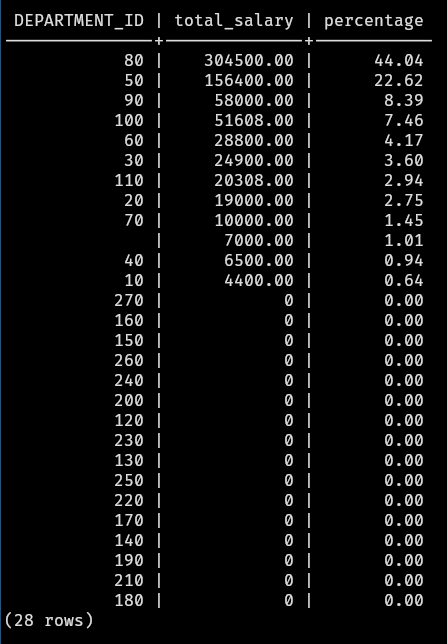 DEPARTMENT_ID | total_salary | percentage
---------------+--------------+------------
80 | 304500.00 | 44.04
50 | 156400.00 | 22.62
90 | 58000.00 | 8.39
100 | 51608.00 | 7.46
60 | 28800.00 | 4.17
30 | 24900.00 | 3.60
110 | 20308.00 | 2.94
20 | 19000.00 | 2.75
70 | 10000.00 | 1.45
| 7000.00 | 1.01
40 | 6500.00 | 0.94
10 | 4400.00 | 0.64
270 | 0 | 0.00
160 | 0 | 0.00
150 | 0 | 0.00
260 | 0 | 0.00
240 | 0 | 0.00
200 | 0 | 0.00
120 | 0 | 0.00
230 | 0 | 0.00
130 | 0 | 0.00
250 | 0 | 0.00
220 | 0 | 0.00
170 | 0 | 0.00
140 | 0 | 0.00
190 | 0 | 0.00
210 | 0 | 0.00
180 | 0 | 0.00
(28 rows)